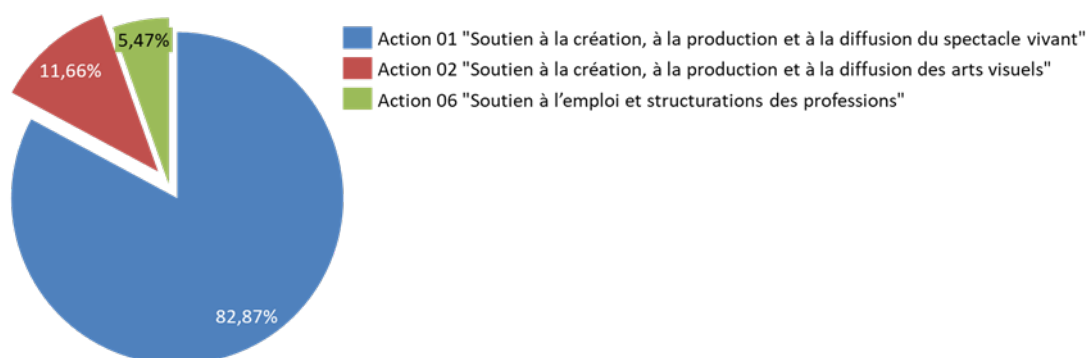 5,47%
11,66%
82,87%
Action 01 "Soutien à la création, à la production et à la diffusion du spectacle vivant"
Action 02 "Soutien à la création, à la production et à la diffusion des arts visuels"
Action 06 "Soutien à l’emploi et structurations des professions"